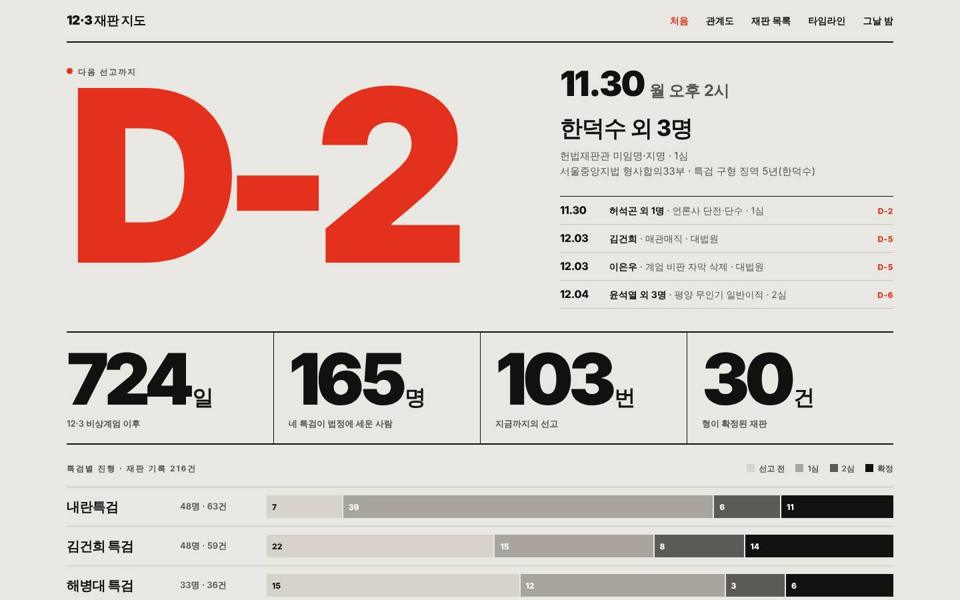 12·3 재판 지도
처음 관계도 재판 목록 타임라인 그날 밤
다음 선고까지
D-2
11.30 월 오후 2시
한덕수 외 3명
헌법재판관 미임명·지명 · 1심
서울중앙지법 형사합의33부 · 특검 구형 징역 5년(한덕수)
11.30 허석곤 외 1명 · 언론사 단전·단수 · 1심 D-2
12.03 김건희 · 매관매직 · 대법원 D-5
12.03 이은우 · 계엄 비판 자막 삭제 · 대법원 D-5
12.04 윤석열 외 3명 · 평양 무인기 일반이적 · 2심 D-6
724일
12·3 비상계엄 이후
165명
네 특검이 법정에 세운 사람
103번
지금까지의 선고
30건
형이 확정된 재판
특검별 진행 · 재판 기록 216건
선고 전 1심 2심 확정
내란특검 48명 · 63건 7 39 6 11
김건희 특검 48명 · 59건 22 15 8 14
해병대 특검 33명 · 36건 15 12 3 6